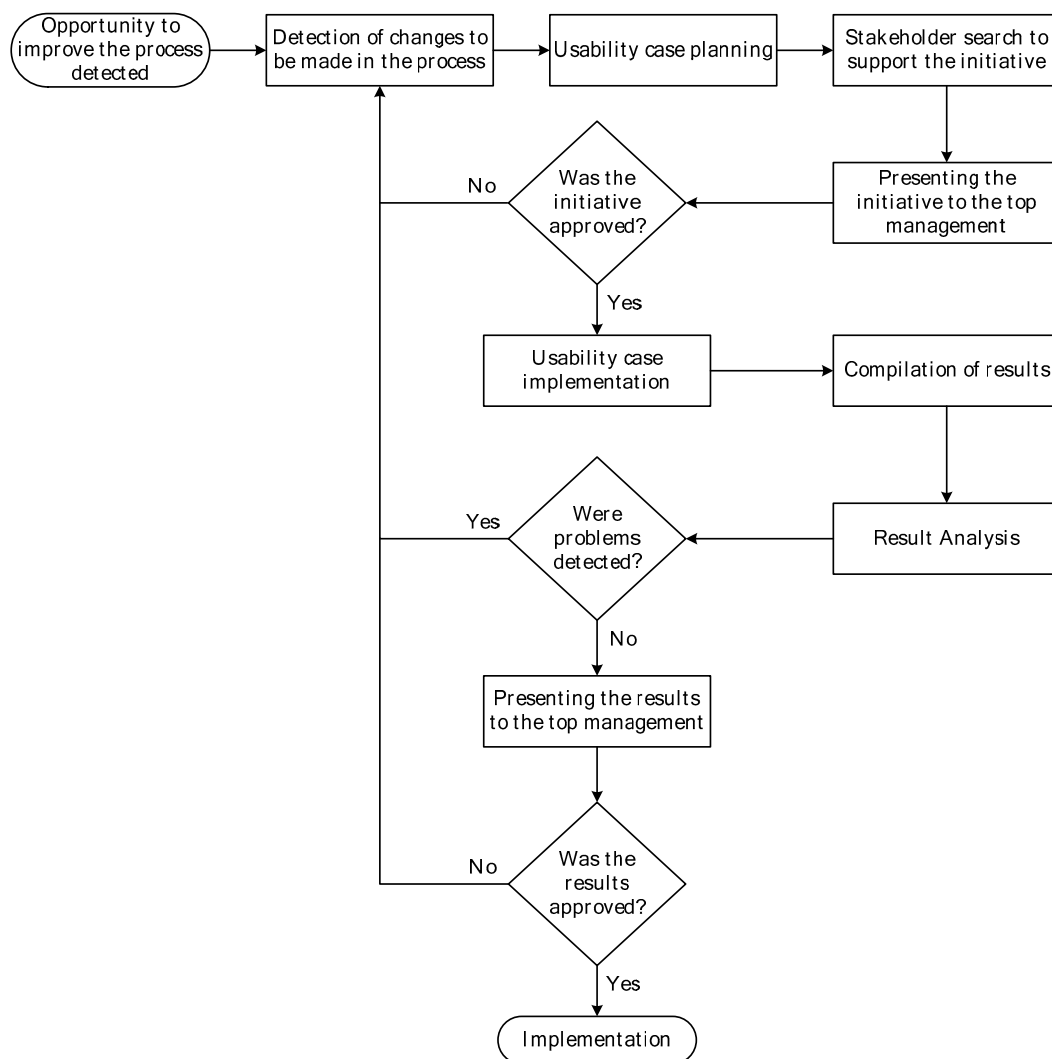 Opportunity to
improve the process
detected
Detection of changes to
be made in the process
Usability case planning
Stakeholder search to
support the initiative
Presenting the
initiative to the top
management
Was the
initiative
approved?
No
Yes
Usability case
implementation
Compilation of results
Result Analysis
Were
problems
detected?
Yes
No
Presenting the results
to the top management
Was the
results
approved?
No
Yes
Implementation